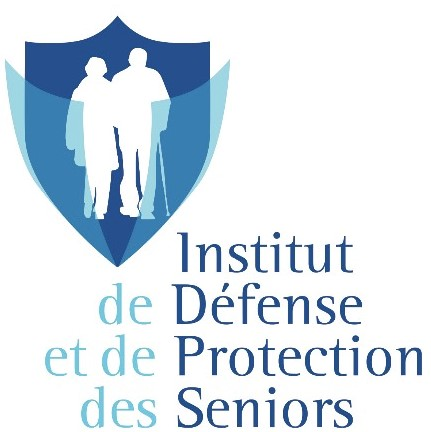 Institut
de Défense
et de Protection
des Seniors